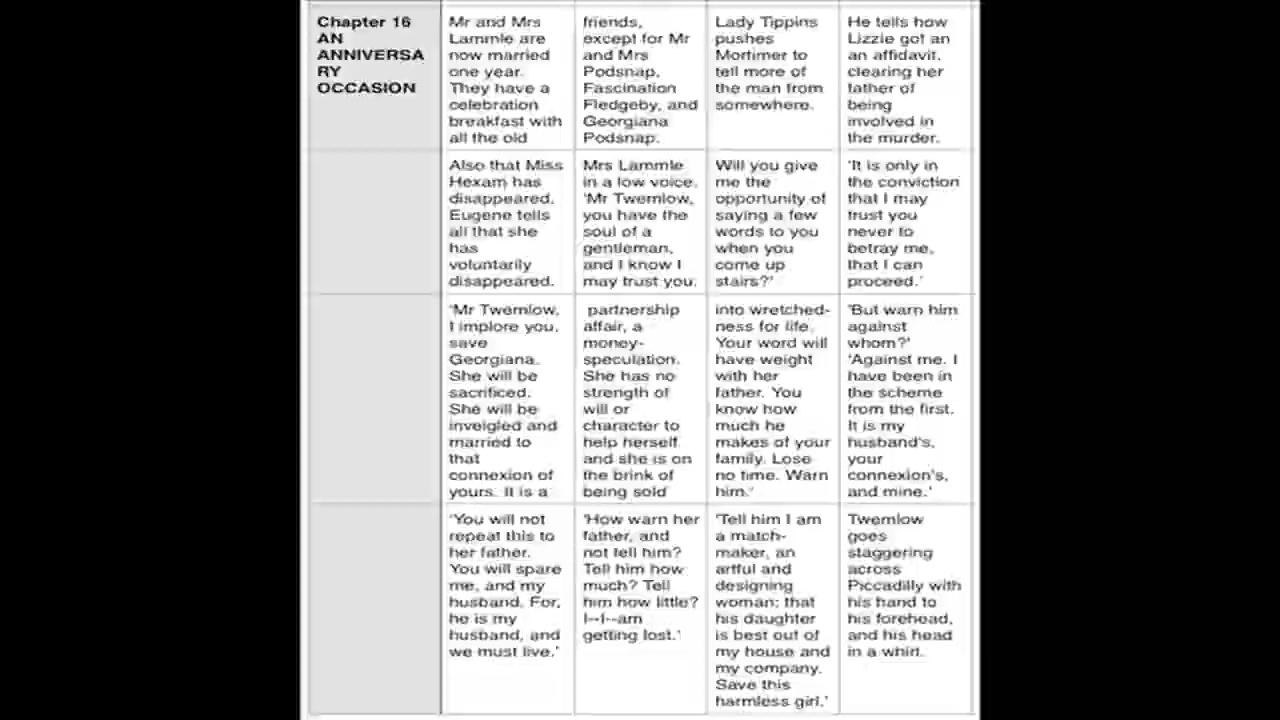 Chapter 16
AN
ANNIVERSA
RY
OCCASION
Mr and Mrs
Lammle are
now married
one year.
They have a
celebration
breakfast with
all the old
friends,
except for Mr
and Mrs
Podsnap,
Fascination
Fledgeby, and
Georgiana
Podsnap.
Lady Tippins
pushes
Mortimer to
tell more of
the man from
somewhere.
He tells how
Lizzie got an
an affidavit,
clearing her
father of
being
involved in
the murder.
Also that Miss
Hexam has
disappeared.
Eugene tells
all that she
has
voluntarily
disappeared.
Mrs Lammle
in a low voice.
'Mr Twemlow,
you have the
soul of a
gentleman,
and I know I
may trust you.
Will you give
me the
opportunity of
saying a few
words to you
when you
come up
stairs?'
'It is only in
the conviction
that I may
trust you
never to
betray me,
that I can
proceed.'
'Mr Twemlow,
I implore you,
save
Georgiana.
She will be
sacrificed.
She will be
inveigled and
married to
that
connexion of
yours. It is a
partnership
affair, a
money-
speculation.
She has no
strength of
will or
character to
help herself
and she is on
the brink of
being sold
into wretched-
ness for life.
Your word will
have weight
with her
father. You
know how
much he
makes of your
family. Lose
no time. Warn
him.'
'But warn him
against
whom?'
'Against me. I
have been in
the scheme
from the first.
It is my
husband's,
your
connexion's,
and mine.'
'You will not
repeat this to
her father.
You will spare
me, and my
husband. For,
he is my
husband, and
we must live.'
'How warn her
father, and
not tell him?
Tell him how
much? Tell
him how little?
I--I--am
getting lost.'
'Tell him I am
a match-
maker, an
artful and
designing
woman; that
his daughter
is best out of
my house and
my company.
Save this
harmless girl.'
Twemlow
goes
staggering
across
Piccadilly with
his hand to
his forehead,
and his head
in a whirl.